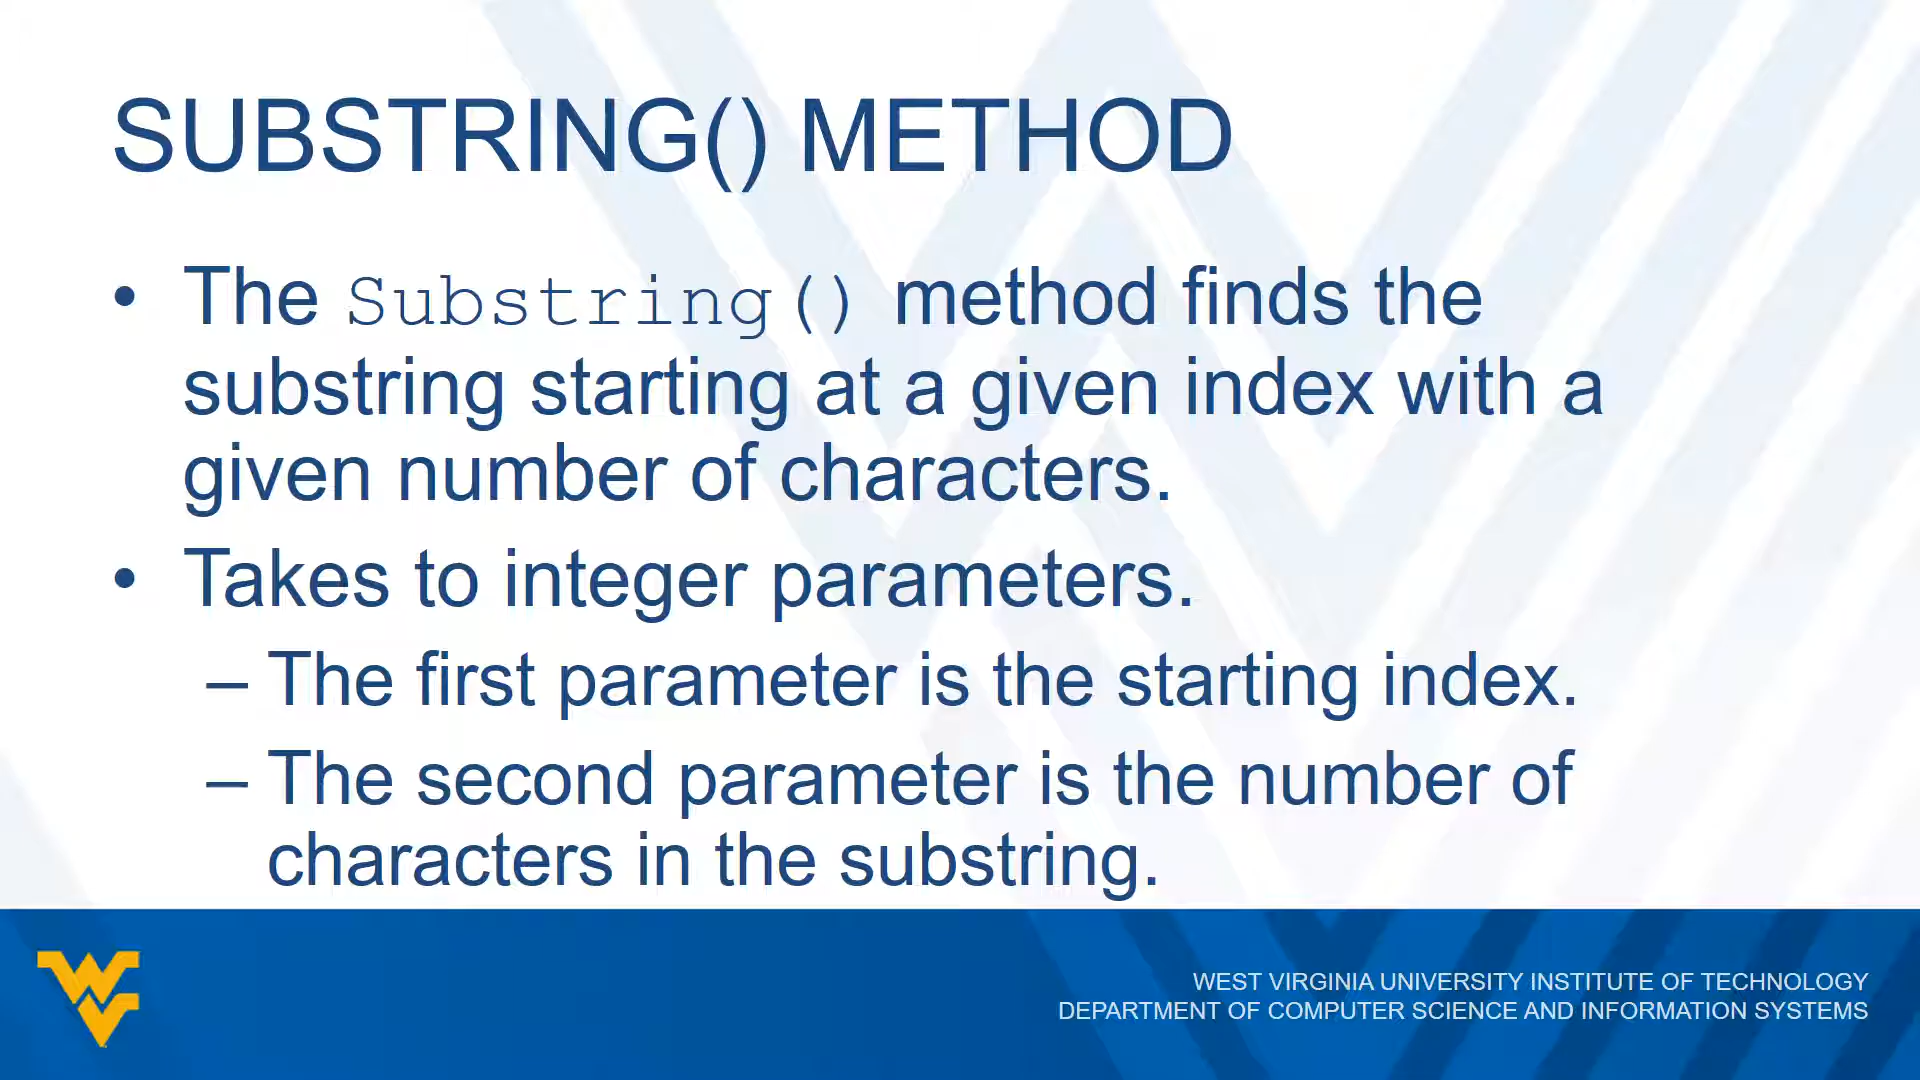 SUBSTRING() METHOD
• The Substring() method finds the
substring starting at a given index with a
given number of characters.
• Takes to integer parameters.
– The first parameter is the starting index.
– The second parameter is the number of
characters in the substring.
WEST VIRGINIA UNIVERSITY INSTITUTE OF TECHNOLOGY
DEPARTMENT OF COMPUTER SCIENCE AND INFORMATION SYSTEMS